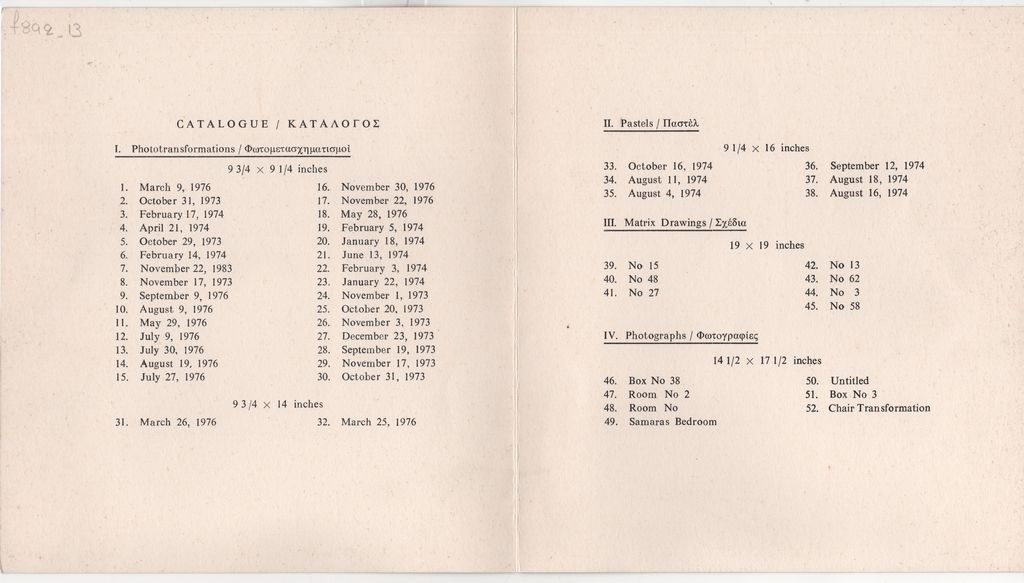 f892_13
CATALOGUE / ΚΑΤΑΛΟΓΟΣ
I. Phototransformations / Φωτομετασχηματισμοί
9 3/4 × 9 1/4 inches
1. March 9, 1976
2. October 31, 1973
3. February 17, 1974
4. April 21, 1974
5. October 29, 1973
6. February 14, 1974
7. November 22, 1983
8. November 17, 1973
9. September 9, 1976
10. August 9, 1976
11. May 29, 1976
12. July 9, 1976
13. July 30, 1976
14. August 19, 1976
15. July 27, 1976
16. November 30, 1976
17. November 22, 1976
18. May 28, 1976
19. February 5, 1974
20. January 18, 1974
21. June 13, 1974
22. February 3, 1974
23. January 22, 1974
24. November 1, 1973
25. October 20, 1973
26. November 3, 1973
27. December 23, 1973
28. September 19, 1973
29. November 17, 1973
30. October 31, 1973
9 3/4 × 14 inches
31. March 26, 1976
32. March 25, 1976
II. Pastels / Παστέλ
9 1/4 × 16 inches
33. October 16, 1974
34. August 11, 1974
35. August 4, 1974
36. September 12, 1974
37. August 18, 1974
38. August 16, 1974
III. Matrix Drawings / Σχέδια
19 × 19 inches
39. No 15
40. No 48
41. No 27
42. No 13
43. No 62
44. No 3
45. No 58
IV. Photographs / Φωτογραφίες
14 1/2 × 17 1/2 inches
46. Box No 38
47. Room No 2
48. Room No
49. Samaras Bedroom
50. Untitled
51. Box No 3
52. Chair Transformation